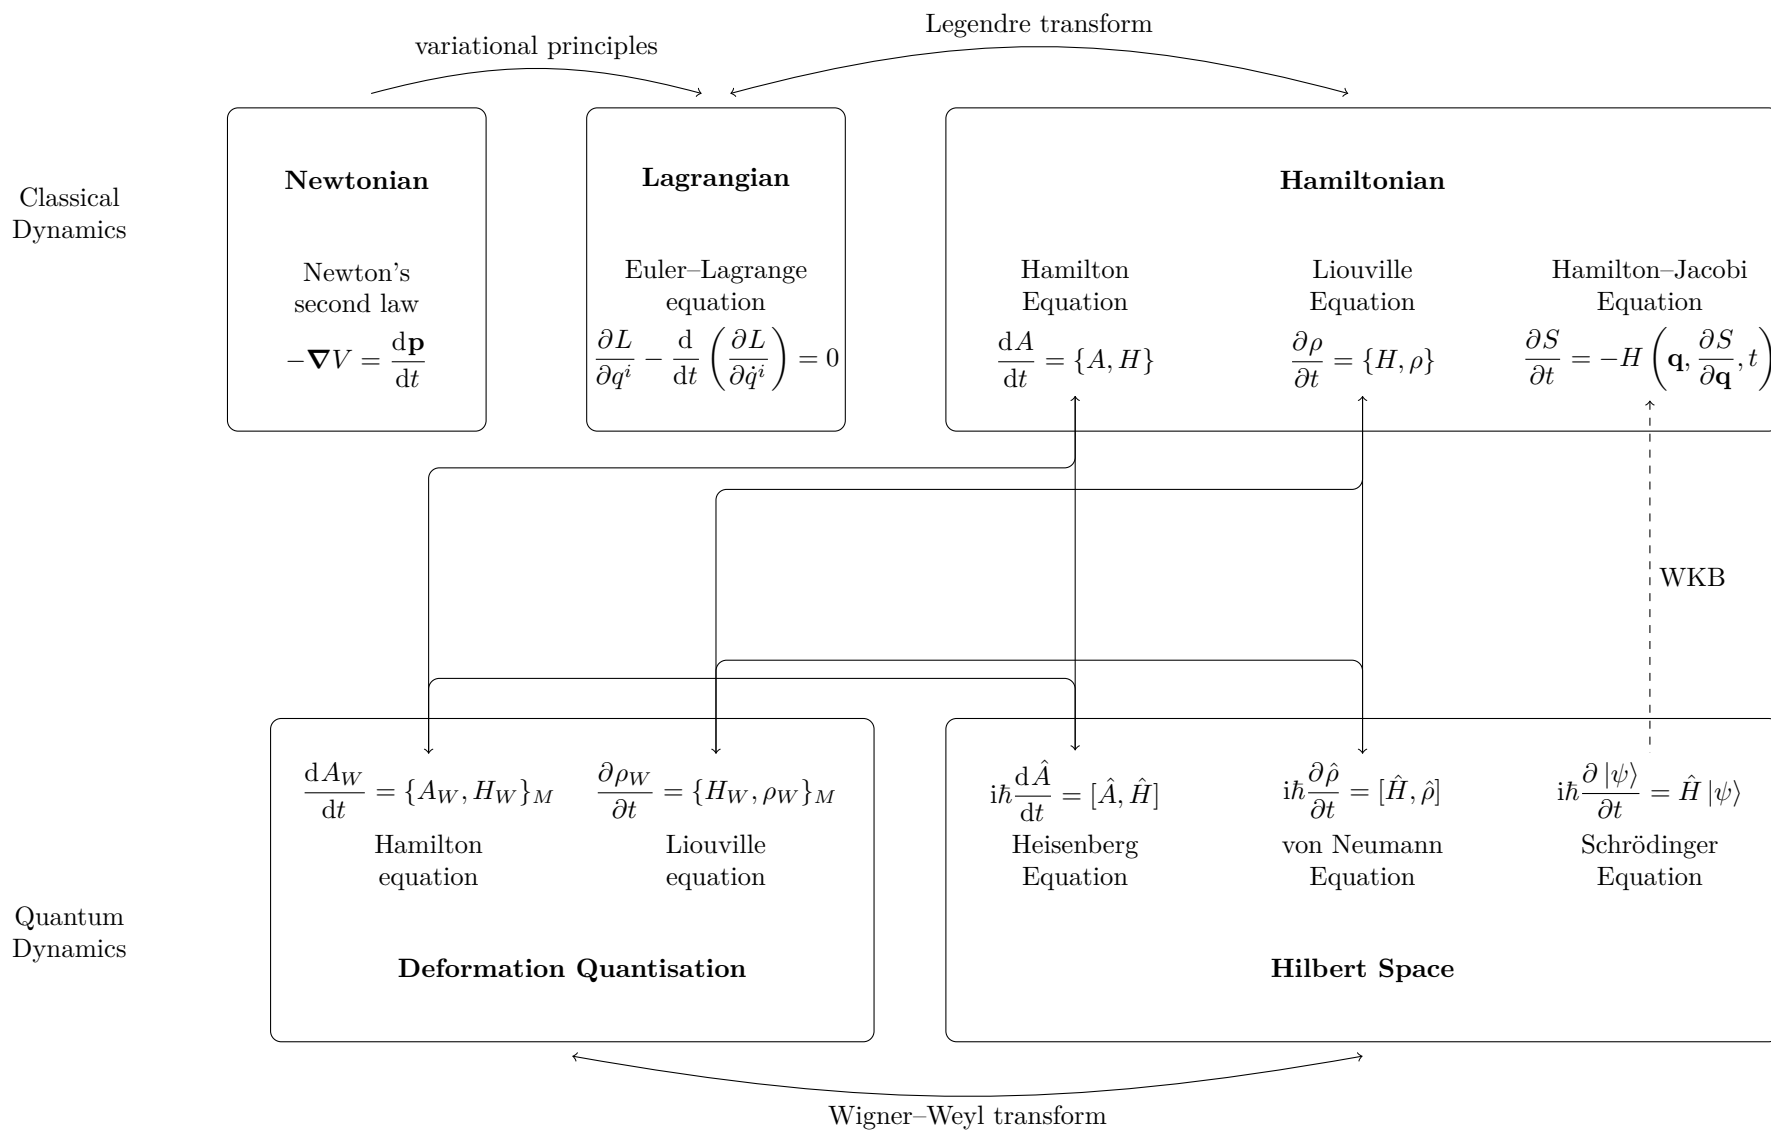 Legendre transform
variational principles
Newtonian
Lagrangian
Hamiltonian
Classical
Dynamics
Newton's
second law
−∇V = dp/dt
Euler–Lagrange
equation
∂L/∂qⁱ − d/dt (∂L/∂q̇ⁱ) = 0
Hamilton
Equation
dA/dt = {A, H}
Liouville
Equation
∂ρ/∂t = {H, ρ}
Hamilton–Jacobi
Equation
∂S/∂t = −H (q, ∂S/∂q, t)
WKB
dA_W/dt = {A_W, H_W}_M
Hamilton
equation
∂ρ_W/∂t = {H_W, ρ_W}_M
Liouville
equation
iħ dÂ/dt = [Â, Ĥ]
Heisenberg
Equation
iħ ∂ρ̂/∂t = [Ĥ, ρ̂]
von Neumann
Equation
iħ ∂|ψ⟩/∂t = Ĥ |ψ⟩
Schrödinger
Equation
Quantum
Dynamics
Deformation Quantisation
Hilbert Space
Wigner–Weyl transform